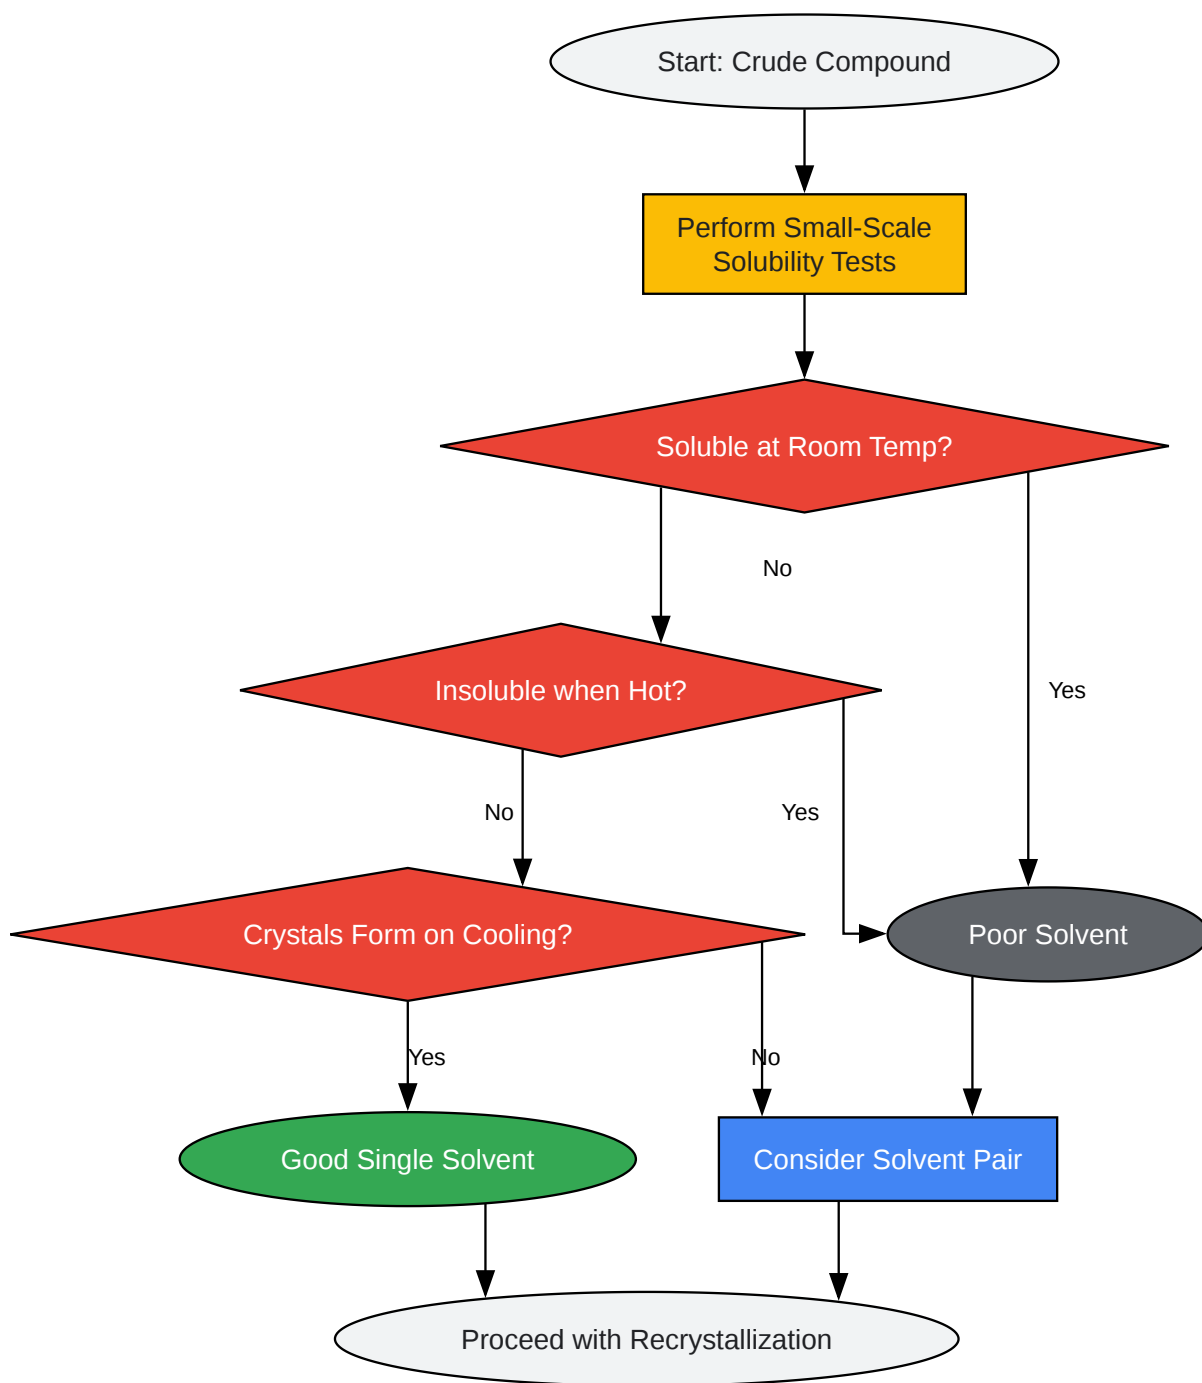 Start: Crude Compound
Perform Small-Scale
Solubility Tests
Soluble at Room Temp?
No
Insoluble when Hot?
Yes
No
Yes
Crystals Form on Cooling?
Poor Solvent
Yes
No
Good Single Solvent
Consider Solvent Pair
Proceed with Recrystallization